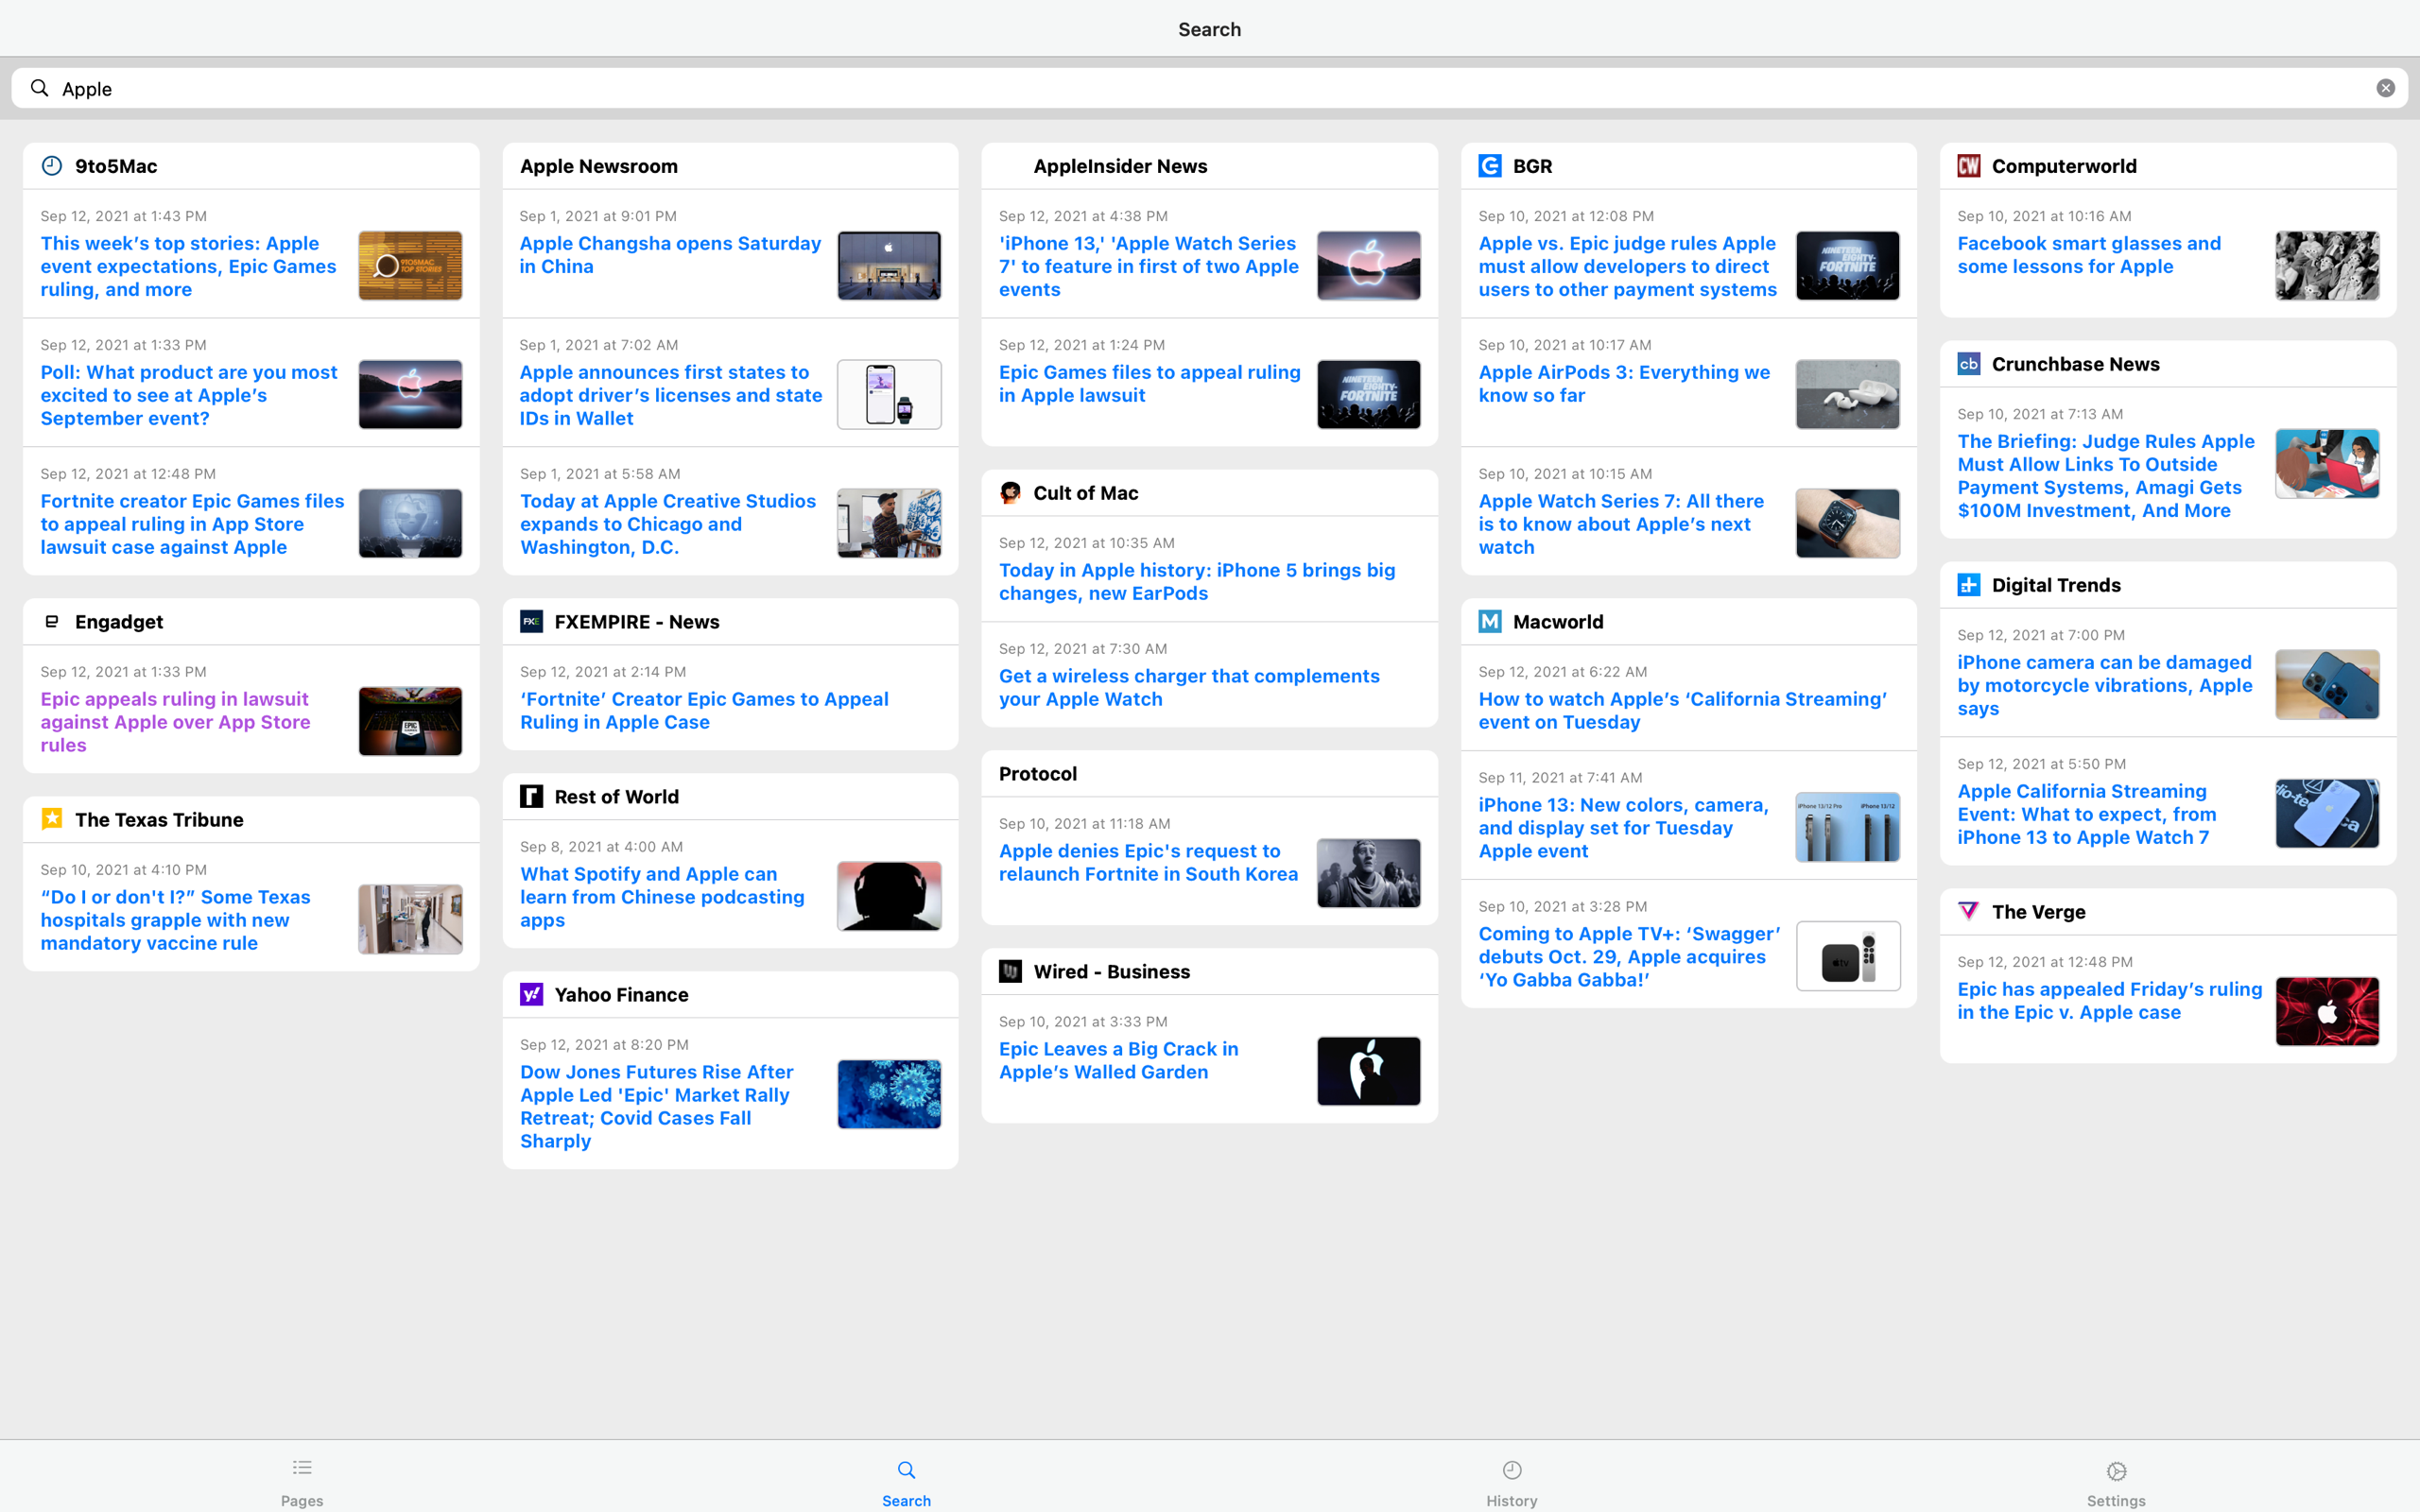 Search
Apple
9to5Mac
Sep 12, 2021 at 1:43 PM
This week’s top stories: Apple
event expectations, Epic Games
ruling, and more
9TO5MAC
TOP STORIES
Sep 12, 2021 at 1:33 PM
Poll: What product are you most
excited to see at Apple’s
September event?
Sep 12, 2021 at 12:48 PM
Fortnite creator Epic Games files
to appeal ruling in App Store
lawsuit case against Apple
Engadget
Sep 12, 2021 at 1:33 PM
Epic appeals ruling in lawsuit
against Apple over App Store
rules
EPIC
The Texas Tribune
Sep 10, 2021 at 4:10 PM
“Do I or don't I?” Some Texas
hospitals grapple with new
mandatory vaccine rule
Apple Newsroom
Sep 1, 2021 at 9:01 PM
Apple Changsha opens Saturday
in China
Sep 1, 2021 at 7:02 AM
Apple announces first states to
adopt driver’s licenses and state
IDs in Wallet
Sep 1, 2021 at 5:58 AM
Today at Apple Creative Studios
expands to Chicago and
Washington, D.C.
FXE
FXEMPIRE - News
Sep 12, 2021 at 2:14 PM
‘Fortnite’ Creator Epic Games to Appeal
Ruling in Apple Case
Rest of World
Sep 8, 2021 at 4:00 AM
What Spotify and Apple can
learn from Chinese podcasting
apps
y!
Yahoo Finance
Sep 12, 2021 at 8:20 PM
Dow Jones Futures Rise After
Apple Led 'Epic' Market Rally
Retreat; Covid Cases Fall
Sharply
AppleInsider News
Sep 12, 2021 at 4:38 PM
'iPhone 13,' 'Apple Watch Series
7' to feature in first of two Apple
events
Sep 12, 2021 at 1:24 PM
Epic Games files to appeal ruling
in Apple lawsuit
NINETEEN
EIGHTY-
FORTNITE
Cult of Mac
Sep 12, 2021 at 10:35 AM
Today in Apple history: iPhone 5 brings big
changes, new EarPods
Sep 12, 2021 at 7:30 AM
Get a wireless charger that complements
your Apple Watch
Protocol
Sep 10, 2021 at 11:18 AM
Apple denies Epic's request to
relaunch Fortnite in South Korea
Wired - Business
Sep 10, 2021 at 3:33 PM
Epic Leaves a Big Crack in
Apple’s Walled Garden
BGR
Sep 10, 2021 at 12:08 PM
Apple vs. Epic judge rules Apple
must allow developers to direct
users to other payment systems
NINETEEN
EIGHTY-
FORTNITE
Sep 10, 2021 at 10:17 AM
Apple AirPods 3: Everything we
know so far
Sep 10, 2021 at 10:15 AM
Apple Watch Series 7: All there
is to know about Apple’s next
watch
M
Macworld
Sep 12, 2021 at 6:22 AM
How to watch Apple’s ‘California Streaming’
event on Tuesday
Sep 11, 2021 at 7:41 AM
iPhone 13: New colors, camera,
and display set for Tuesday
Apple event
iPhone 13/12 Pro iPhone 13/12
Sep 10, 2021 at 3:28 PM
Coming to Apple TV+: ‘Swagger’
debuts Oct. 29, Apple acquires
‘Yo Gabba Gabba!’
tv
CW
Computerworld
Sep 10, 2021 at 10:16 AM
Facebook smart glasses and
some lessons for Apple
cb
Crunchbase News
Sep 10, 2021 at 7:13 AM
The Briefing: Judge Rules Apple
Must Allow Links To Outside
Payment Systems, Amagi Gets
$100M Investment, And More
Digital Trends
Sep 12, 2021 at 7:00 PM
iPhone camera can be damaged
by motorcycle vibrations, Apple
says
Sep 12, 2021 at 5:50 PM
Apple California Streaming
Event: What to expect, from
iPhone 13 to Apple Watch 7
The Verge
Sep 12, 2021 at 12:48 PM
Epic has appealed Friday’s ruling
in the Epic v. Apple case
Pages
Search
History
Settings